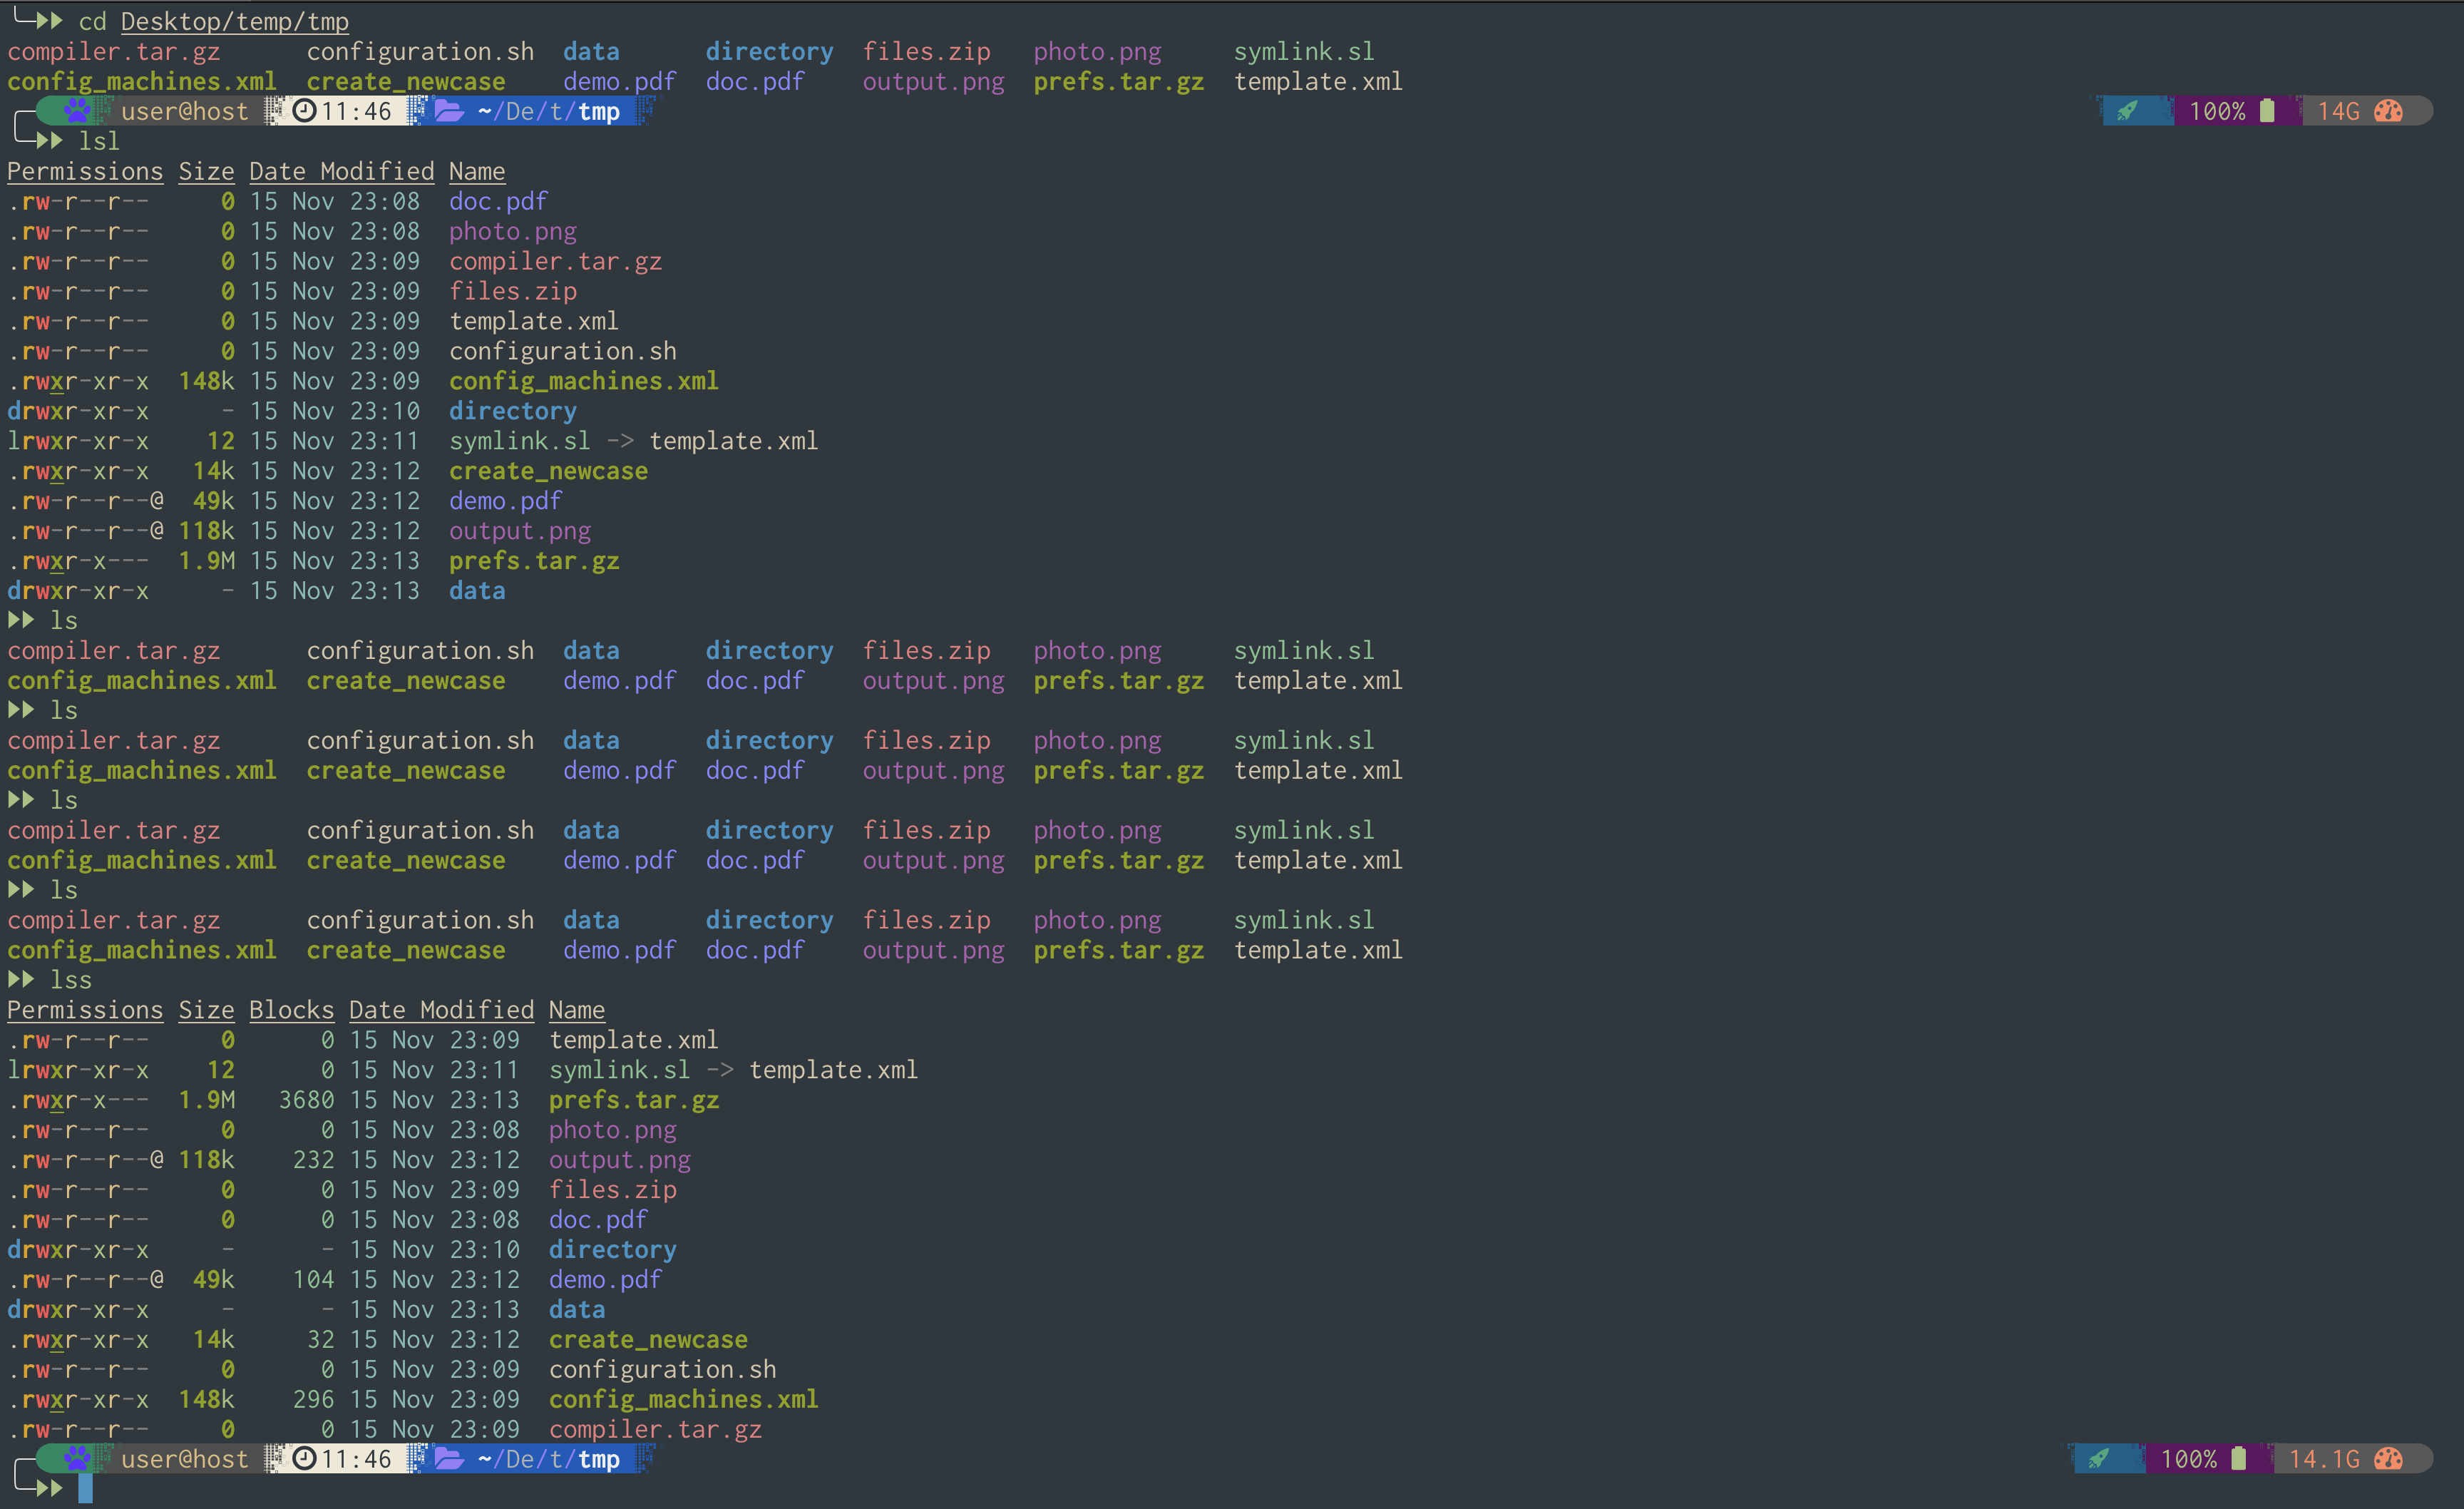 cd Desktop/temp/tmp
compiler.tar.gz configuration.sh data directory files.zip photo.png symlink.sl
config_machines.xml create_newcase demo.pdf doc.pdf output.png prefs.tar.gz template.xml
user@host 11:46 ~/De/t/tmp 100% 14G
lsl
Permissions Size Date Modified Name
.rw-r--r-- 0 15 Nov 23:08 doc.pdf
.rw-r--r-- 0 15 Nov 23:08 photo.png
.rw-r--r-- 0 15 Nov 23:09 compiler.tar.gz
.rw-r--r-- 0 15 Nov 23:09 files.zip
.rw-r--r-- 0 15 Nov 23:09 template.xml
.rw-r--r-- 0 15 Nov 23:09 configuration.sh
.rwxr-xr-x 148k 15 Nov 23:09 config_machines.xml
drwxr-xr-x - 15 Nov 23:10 directory
lrwxr-xr-x 12 15 Nov 23:11 symlink.sl -> template.xml
.rwxr-xr-x 14k 15 Nov 23:12 create_newcase
.rw-r--r--@ 49k 15 Nov 23:12 demo.pdf
.rw-r--r--@ 118k 15 Nov 23:12 output.png
.rwxr-x--- 1.9M 15 Nov 23:13 prefs.tar.gz
drwxr-xr-x - 15 Nov 23:13 data
ls
compiler.tar.gz configuration.sh data directory files.zip photo.png symlink.sl
config_machines.xml create_newcase demo.pdf doc.pdf output.png prefs.tar.gz template.xml
ls
compiler.tar.gz configuration.sh data directory files.zip photo.png symlink.sl
config_machines.xml create_newcase demo.pdf doc.pdf output.png prefs.tar.gz template.xml
ls
compiler.tar.gz configuration.sh data directory files.zip photo.png symlink.sl
config_machines.xml create_newcase demo.pdf doc.pdf output.png prefs.tar.gz template.xml
ls
compiler.tar.gz configuration.sh data directory files.zip photo.png symlink.sl
config_machines.xml create_newcase demo.pdf doc.pdf output.png prefs.tar.gz template.xml
lss
Permissions Size Blocks Date Modified Name
.rw-r--r-- 0 0 15 Nov 23:09 template.xml
lrwxr-xr-x 12 0 15 Nov 23:11 symlink.sl -> template.xml
.rwxr-x--- 1.9M 3680 15 Nov 23:13 prefs.tar.gz
.rw-r--r-- 0 0 15 Nov 23:08 photo.png
.rw-r--r--@ 118k 232 15 Nov 23:12 output.png
.rw-r--r-- 0 0 15 Nov 23:09 files.zip
.rw-r--r-- 0 0 15 Nov 23:08 doc.pdf
drwxr-xr-x - - 15 Nov 23:10 directory
.rw-r--r--@ 49k 104 15 Nov 23:12 demo.pdf
drwxr-xr-x - - 15 Nov 23:13 data
.rwxr-xr-x 14k 32 15 Nov 23:12 create_newcase
.rw-r--r-- 0 0 15 Nov 23:09 configuration.sh
.rwxr-xr-x 148k 296 15 Nov 23:09 config_machines.xml
.rw-r--r-- 0 0 15 Nov 23:09 compiler.tar.gz
user@host 11:46 ~/De/t/tmp 100% 14.1G